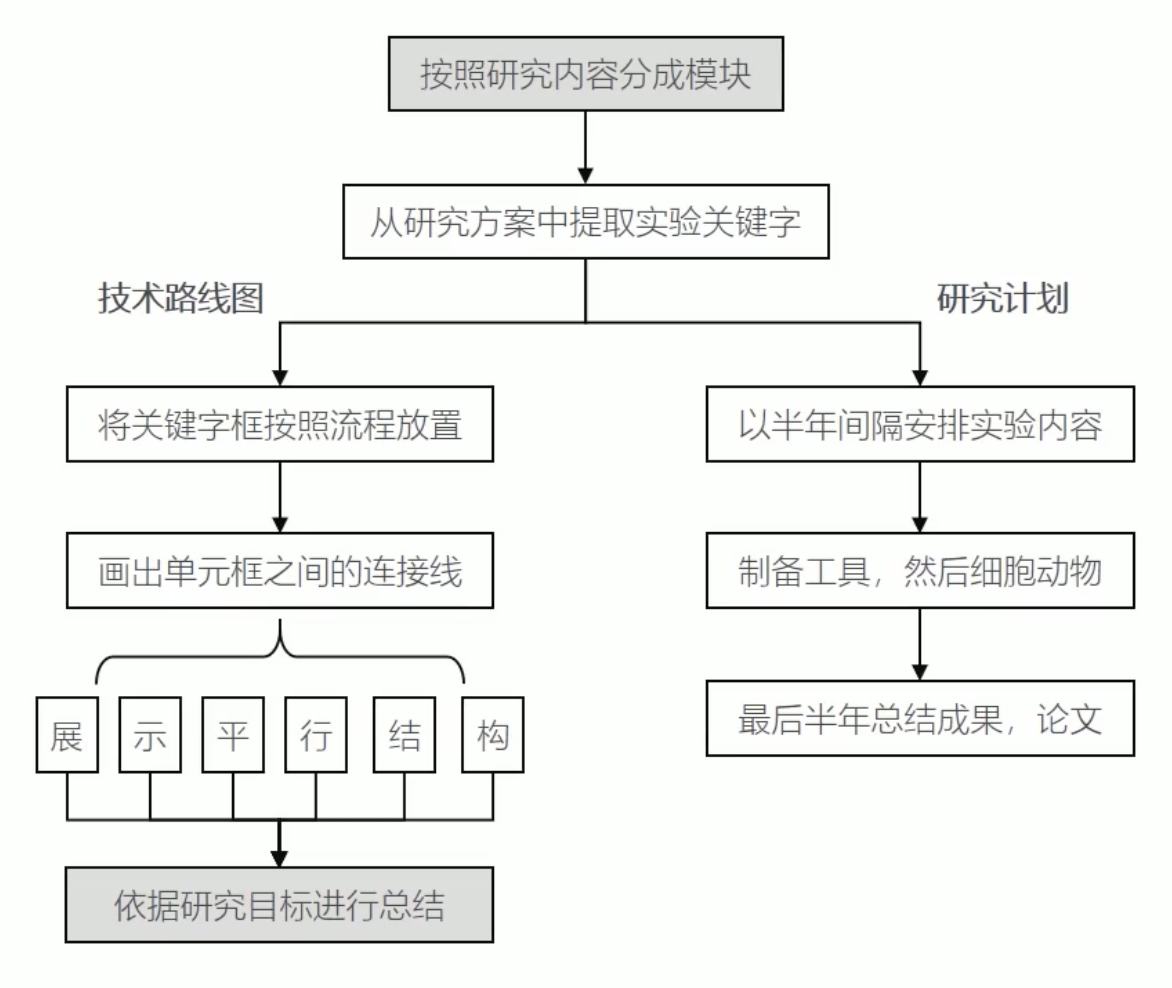 按照研究内容分成模块
从研究方案中提取实验关键字
技术路线图
研究计划
将关键字框按照流程放置
以半年间隔安排实验内容
画出单元框之间的连接线
制备工具，然后细胞动物
展 示 平 行 结 构
最后半年总结成果，论文
依据研究目标进行总结